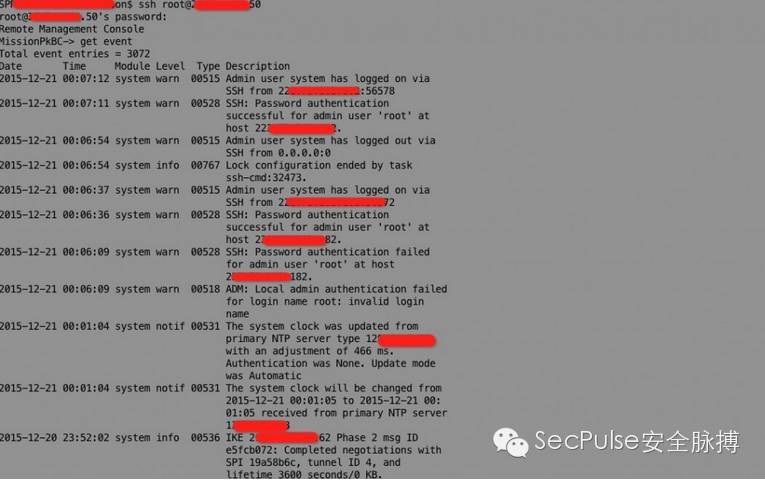 SP on$ ssh root@2 50
root@ .50's password:
Remote Management Console
MissionPkBC-> get event
Total event entries = 3072
Date Time Module Level Type Description
2015-12-21 00:07:12 system warn 00515 Admin user system has logged on via
SSH from 22 :56578
2015-12-21 00:07:11 system warn 00528 SSH: Password authentication
successful for admin user 'root' at
host 22 2.
2015-12-21 00:06:54 system warn 00515 Admin user system has logged out via
SSH from 0.0.0.0:0
2015-12-21 00:06:54 system info 00767 Lock configuration ended by task
ssh-cmd:32473.
2015-12-21 00:06:37 system warn 00515 Admin user system has logged on via
SSH from 22 72
2015-12-21 00:06:36 system warn 00528 SSH: Password authentication
successful for admin user 'root' at
host 2 82.
2015-12-21 00:06:09 system warn 00528 SSH: Password authentication failed
for admin user 'root' at host
2 182.
2015-12-21 00:06:09 system warn 00518 ADM: Local admin authentication failed
for login name root: invalid login
name
2015-12-21 00:01:04 system notif 00531 The system clock was updated from
primary NTP server type 12
with an adjustment of 466 ms.
Authentication was None. Update mode
was Automatic
2015-12-21 00:01:04 system notif 00531 The system clock will be changed from
2015-12-21 00:01:05 to 2015-12-21 00:
01:05 received from primary NTP server
1
2015-12-20 23:52:02 system info 00536 IKE 2 62 Phase 2 msg ID
e5fcb072: Completed negotiations with
SPI 19a58b6c, tunnel ID 4, and
lifetime 3600 seconds/0 KB.
SecPulse安全脉搏